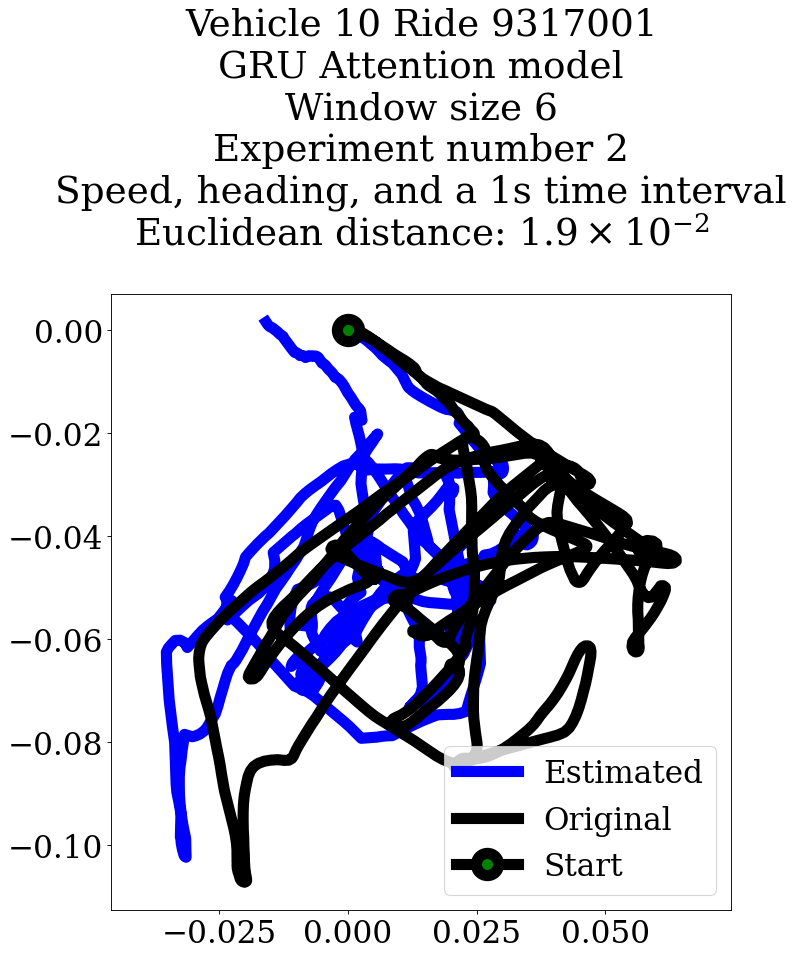 Vehicle 10 Ride 9317001
GRU Attention model
Window size 6
Experiment number 2
Speed, heading, and a 1s time interval
Euclidean distance: 1.9 × 10⁻²
0.00
−0.02
−0.04
−0.06
−0.08
−0.10
Estimated
Original
Start
−0.025 0.000 0.025 0.050